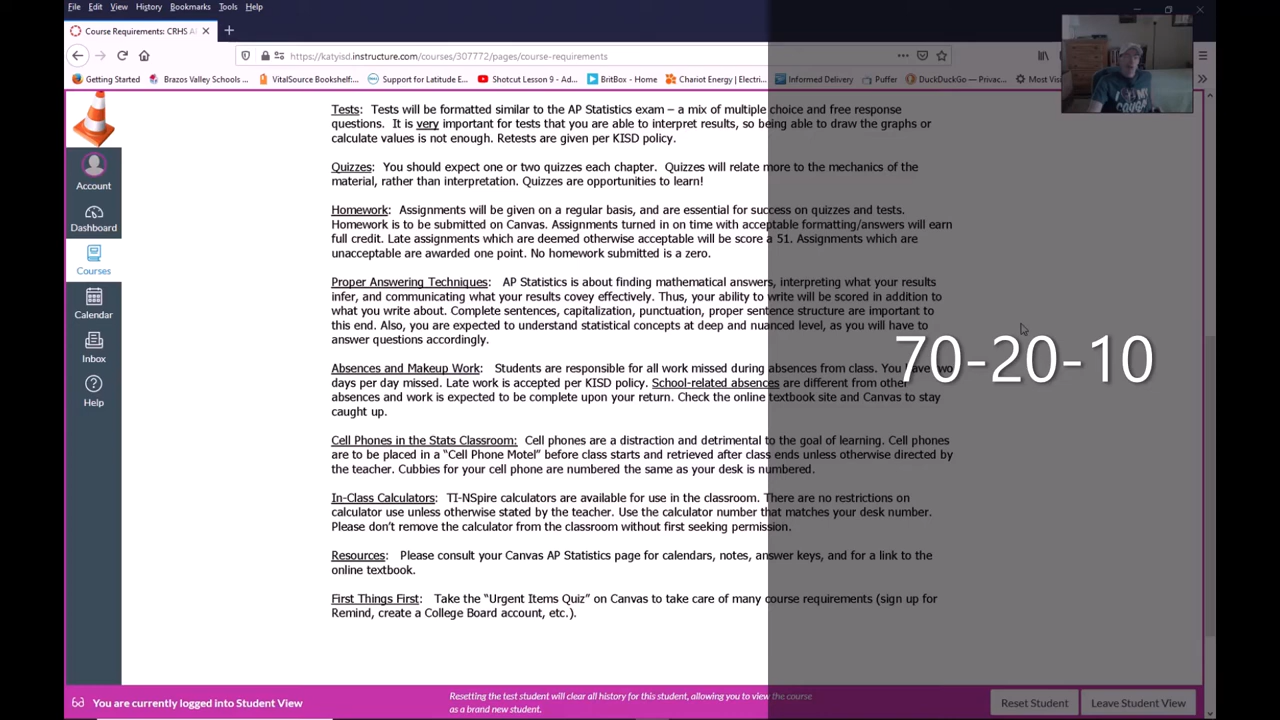 File Edit View History Bookmarks Tools Help
Course Requirements: CRHS A
https://katyisd.instructure.com/courses/307772/pages/course-requirements
Getting Started Brazos Valley Schools ... VitalSource Bookshelf:... Support for Latitude E... Shotcut Lesson 9 - Ad... BritBox / Home Chariot Energy | Electri... Informed Delivery Puffer DuckDuckGo — Privac... Most Vis
Account
Dashboard
Courses
Calendar
Inbox
Help
Tests: Tests will be formatted similar to the AP Statistics exam – a mix of multiple choice and free response
questions. It is very important for tests that you are able to interpret results, so being able to draw the graphs or
calculate values is not enough. Retests are given per KISD policy.
Quizzes: You should expect one or two quizzes each chapter. Quizzes will relate more to the mechanics of the
material, rather than interpretation. Quizzes are opportunities to learn!
Homework: Assignments will be given on a regular basis, and are essential for success on quizzes and tests.
Homework is to be submitted on Canvas. Assignments turned in on time with acceptable formatting/answers will earn
full credit. Late assignments which are deemed otherwise acceptable will be score a 51. Assignments which are
unacceptable are awarded one point. No homework submitted is a zero.
Proper Answering Techniques: AP Statistics is about finding mathematical answers, interpreting what your results
infer, and communicating what your results covey effectively. Thus, your ability to write will be scored in addition to
what you write about. Complete sentences, capitalization, punctuation, proper sentence structure are important to
this end. Also, you are expected to understand statistical concepts at deep and nuanced level, as you will have to
answer questions accordingly.
Absences and Makeup Work: Students are responsible for all work missed during absences from class. You have two
days per day missed. Late work is accepted per KISD policy. School-related absences are different from other
absences and work is expected to be complete upon your return. Check the online textbook site and Canvas to stay
caught up.
Cell Phones in the Stats Classroom: Cell phones are a distraction and detrimental to the goal of learning. Cell phones
are to be placed in a “Cell Phone Motel” before class starts and retrieved after class ends unless otherwise directed by
the teacher. Cubbies for your cell phone are numbered the same as your desk is numbered.
In-Class Calculators: TI-NSpire calculators are available for use in the classroom. There are no restrictions on
calculator use unless otherwise stated by the teacher. Use the calculator number that matches your desk number.
Please don’t remove the calculator from the classroom without first seeking permission.
Resources: Please consult your Canvas AP Statistics page for calendars, notes, answer keys, and for a link to the
online textbook.
First Things First: Take the “Urgent Items Quiz” on Canvas to take care of many course requirements (sign up for
Remind, create a College Board account, etc.).
70-20-10
You are currently logged into Student View
Resetting the test student will clear all history for this student, allowing you to view the course
as a brand new student.
Reset Student
Leave Student View